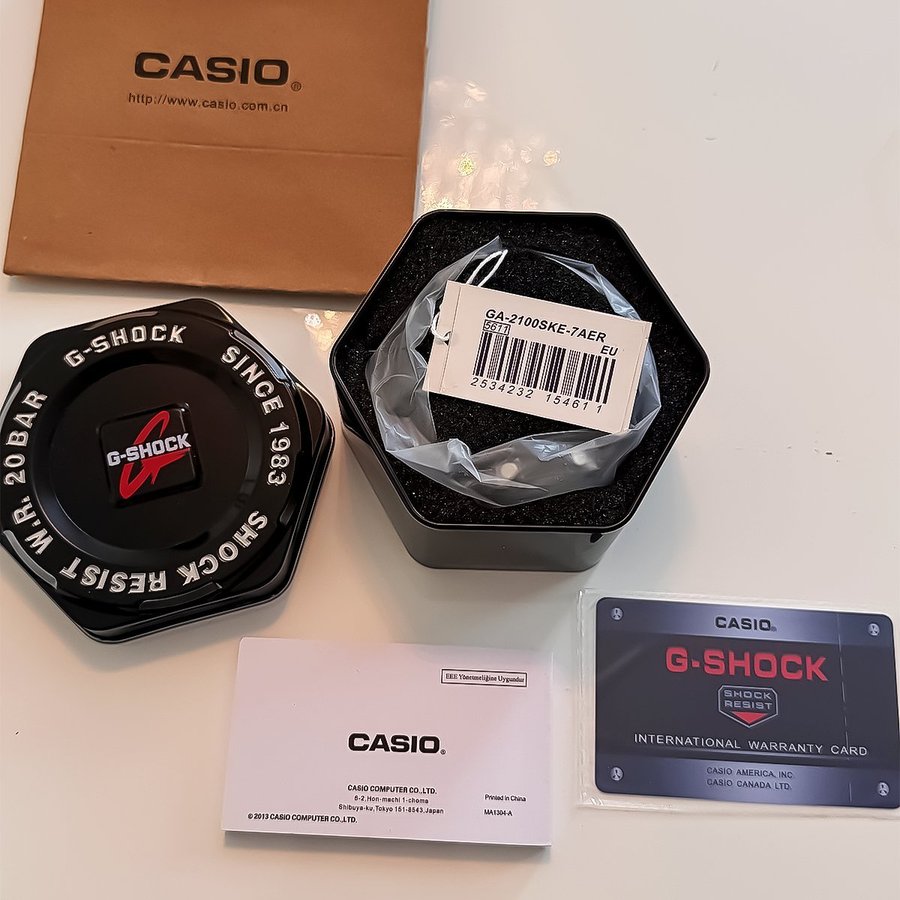 CASIO®
http://www.casio.com.cn
G-SHOCK SINCE 1983
SHOCK RESIST W.R. 20BAR
G-SHOCK
GA-2100SKE-7AER
5611
EU
2534232 15461 1
EEE Yönetmeliğine Uygundur
CASIO®
CASIO COMPUTER CO.,LTD.
6-2, Hon-machi 1-chome
Shibuya-ku, Tokyo 151-8543, Japan
© 2013 CASIO COMPUTER CO.,LTD.
Printed in China
MA1304-A
CASIO®
G-SHOCK
SHOCK
RESIST
INTERNATIONAL WARRANTY CARD
CASIO AMERICA, INC.
CASIO CANADA LTD.